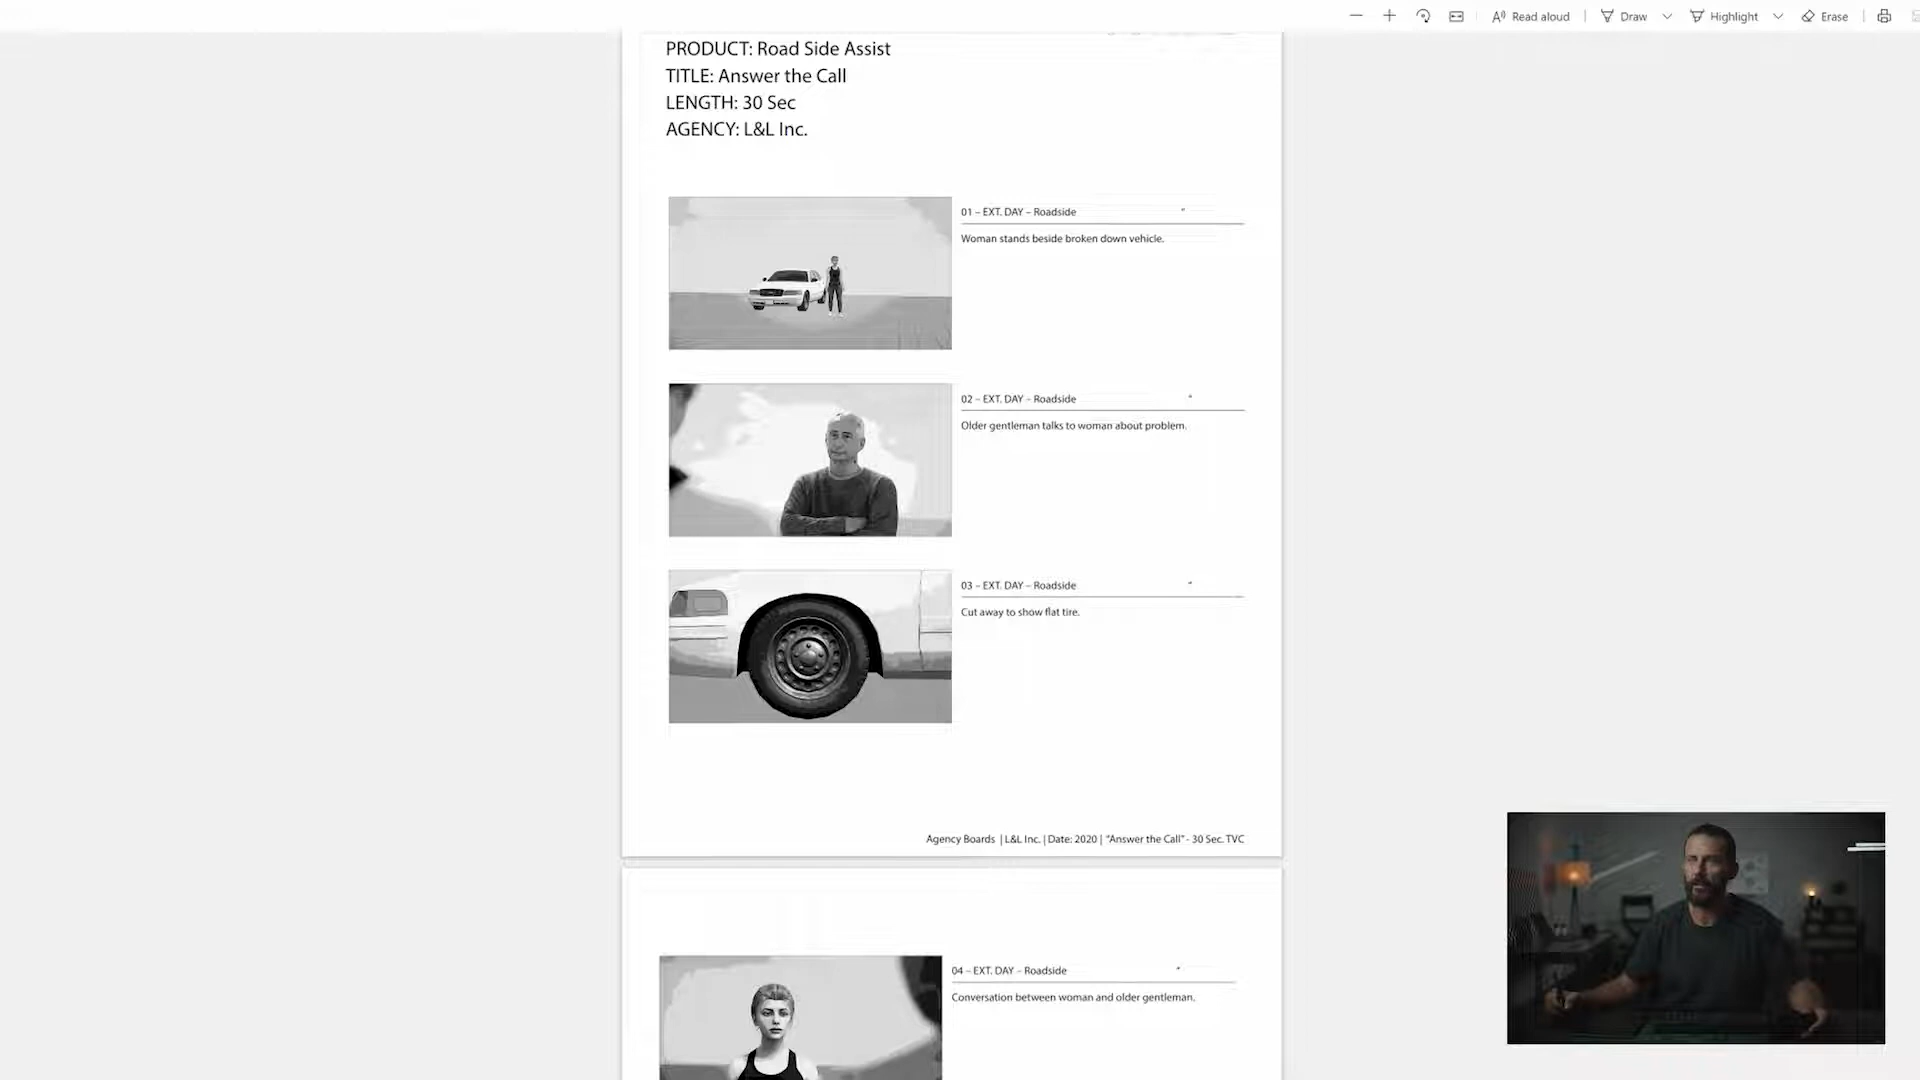 Read aloud
Draw
Highlight
Erase
PRODUCT: Road Side Assist
TITLE: Answer the Call
LENGTH: 30 Sec
AGENCY: L&L Inc.
01 – EXT. DAY – Roadside
Woman stands beside broken down vehicle.
02 – EXT. DAY – Roadside
Older gentleman talks to woman about problem.
03 – EXT. DAY – Roadside
Cut away to show flat tire.
Agency Boards | L&L Inc. | Date: 2020 | "Answer the Call" - 30 Sec. TVC
04 – EXT. DAY – Roadside
Conversation between woman and older gentleman.